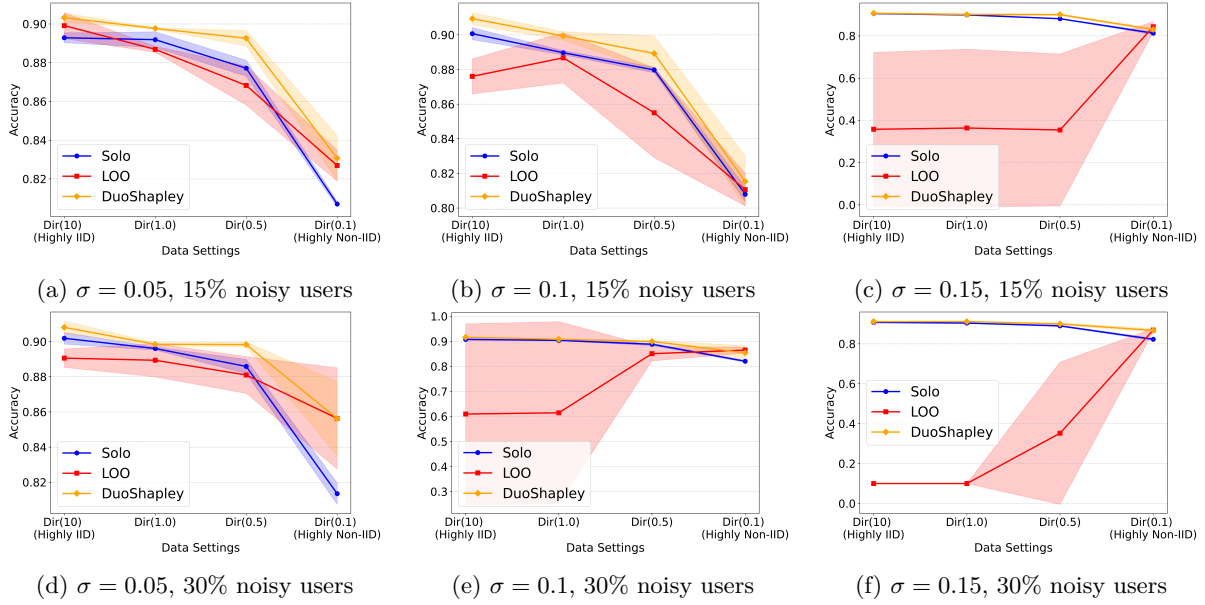 0.90
0.88
0.86
0.84
0.82
Accuracy
Solo
LOO
DuoShapley
Dir(10)
(Highly IID)
Dir(1.0)
Dir(0.5)
Dir(0.1)
(Highly Non-IID)
Data Settings
(a) σ = 0.05, 15% noisy users
0.90
0.88
0.86
0.84
0.82
0.80
Accuracy
Solo
LOO
DuoShapley
Dir(10)
(Highly IID)
Dir(1.0)
Dir(0.5)
Dir(0.1)
(Highly Non-IID)
Data Settings
(b) σ = 0.1, 15% noisy users
0.8
0.6
0.4
0.2
0.0
Accuracy
Solo
LOO
DuoShapley
Dir(10)
(Highly IID)
Dir(1.0)
Dir(0.5)
Dir(0.1)
(Highly Non-IID)
Data Settings
(c) σ = 0.15, 15% noisy users
0.90
0.88
0.86
0.84
0.82
Accuracy
Solo
LOO
DuoShapley
Dir(10)
(Highly IID)
Dir(1.0)
Dir(0.5)
Dir(0.1)
(Highly Non-IID)
Data Settings
(d) σ = 0.05, 30% noisy users
1.0
0.9
0.8
0.7
0.6
0.5
0.4
0.3
Accuracy
Solo
LOO
DuoShapley
Dir(10)
(Highly IID)
Dir(1.0)
Dir(0.5)
Dir(0.1)
(Highly Non-IID)
Data Settings
(e) σ = 0.1, 30% noisy users
0.8
0.6
0.4
0.2
0.0
Accuracy
Solo
LOO
DuoShapley
Dir(10)
(Highly IID)
Dir(1.0)
Dir(0.5)
Dir(0.1)
(Highly Non-IID)
Data Settings
(f) σ = 0.15, 30% noisy users